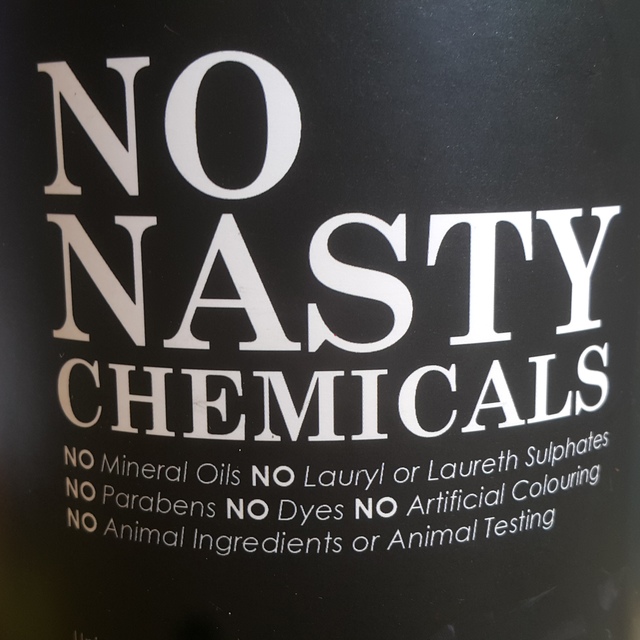 NO
NASTY
CHEMICALS
NO Mineral Oils NO Lauryl or Laureth Sulphates
NO Parabens NO Dyes NO Artificial Colouring
NO Animal Ingredients or Animal Testing